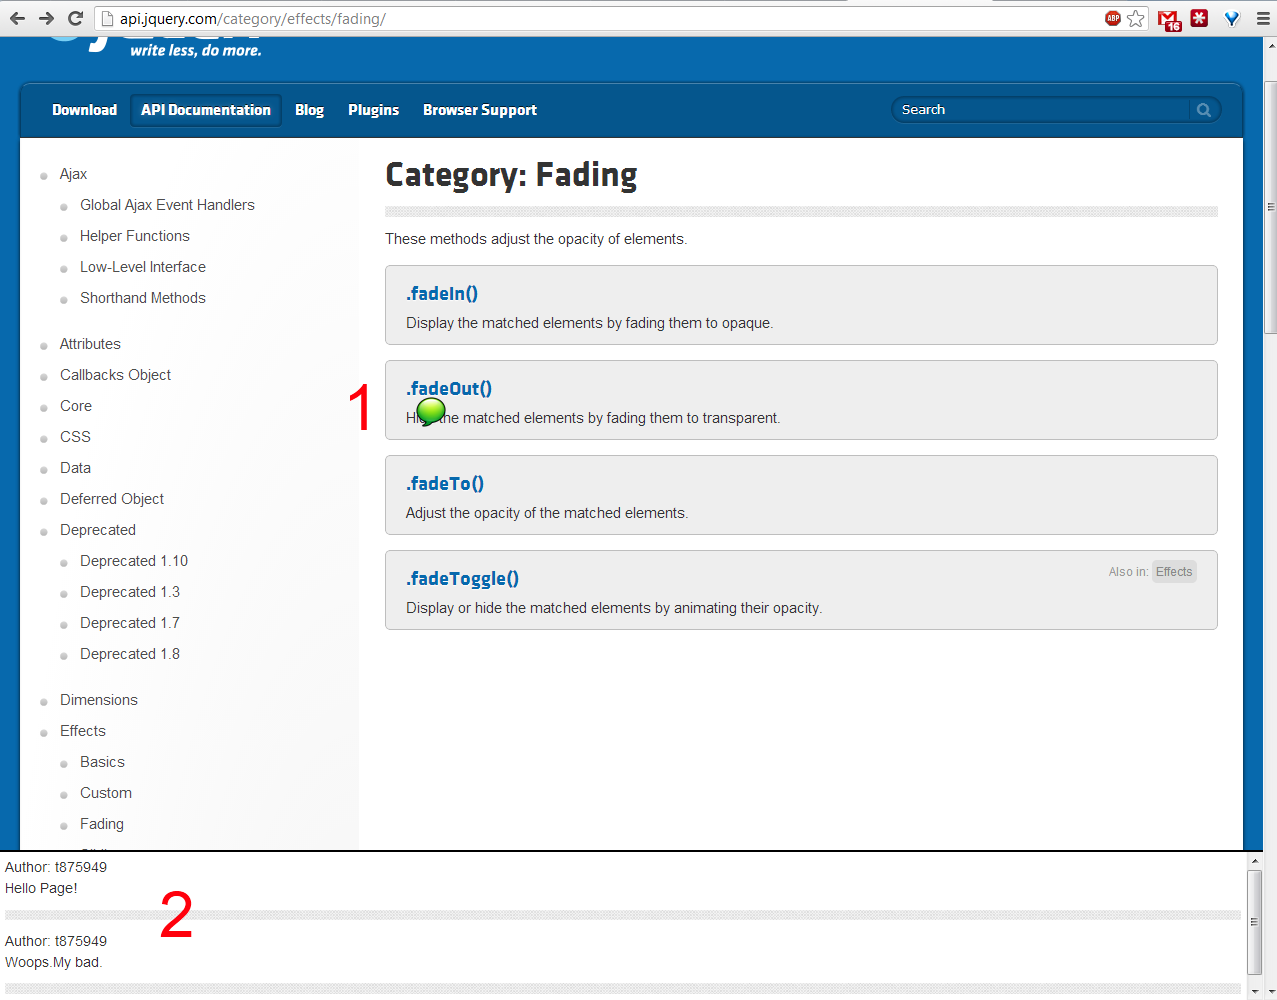 api.jquery.com/category/effects/fading/
ABP
16
write less, do more.
Download API Documentation Blog Plugins Browser Support Search
Ajax
Global Ajax Event Handlers
Helper Functions
Low-Level Interface
Shorthand Methods
Attributes
Callbacks Object
Core
CSS
Data
Deferred Object
Deprecated
Deprecated 1.10
Deprecated 1.3
Deprecated 1.7
Deprecated 1.8
Dimensions
Effects
Basics
Custom
Fading
Category: Fading
These methods adjust the opacity of elements.
.fadeIn()
Display the matched elements by fading them to opaque.
1
.fadeOut()
the matched elements by fading them to transparent.
.fadeTo()
Adjust the opacity of the matched elements.
.fadeToggle()
Also in: Effects
Display or hide the matched elements by animating their opacity.
Author: t875949
Hello Page!
2
Author: t875949
Woops.My bad.